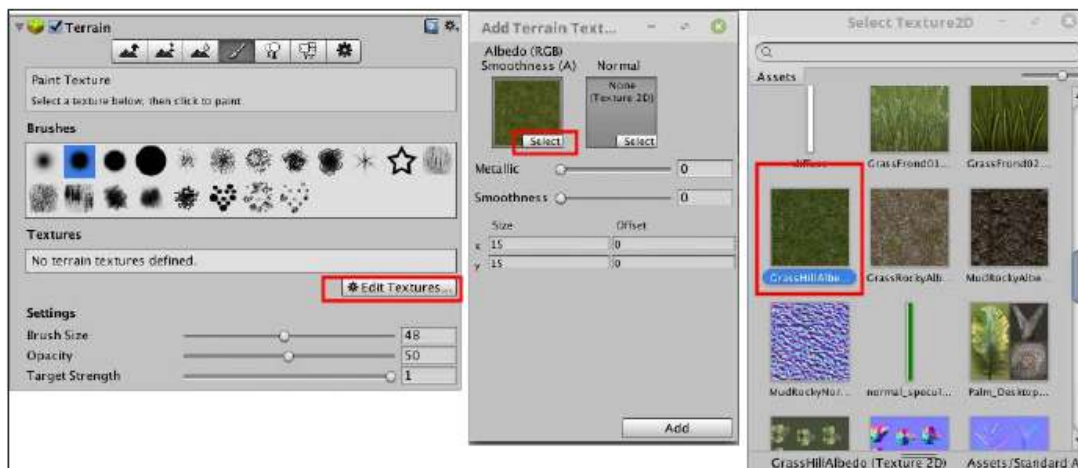 Terrain
Paint Texture
Select a texture below, then click to paint
Brushes
Textures
No terrain textures defined.
Edit Textures...
Settings
Brush Size
48
Opacity
50
Target Strength
1
Add Terrain Text...
Albedo (RGB)
Smoothness (A)
Normal
None
(Texture 2D)
Select
Select
Metallic
0
Smoothness
0
Size
Offset
x 15
0
y 15
0
Add
Select Texture2D
Assets
GrassFrond01...
GrassFrond02...
GrassHillAlbe...
GrassRockyAlb...
MudRockyAlbe...
MudRockyNor...
normal_specul...
Palm_Desktop...
GrassHillAlbedo (Texture 2D)
Assets/Standard A